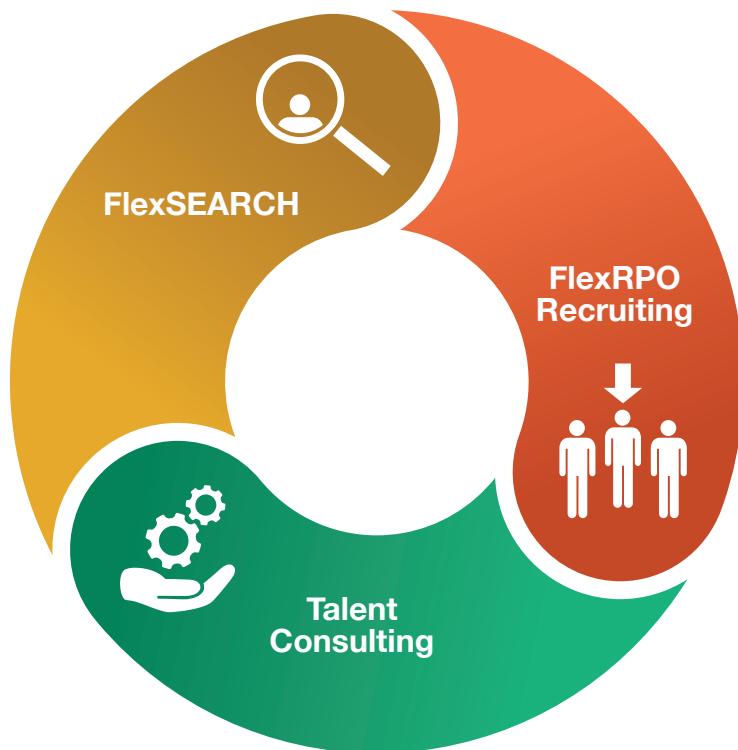 FlexSEARCH
FlexRPO
Recruiting
Talent
Consulting